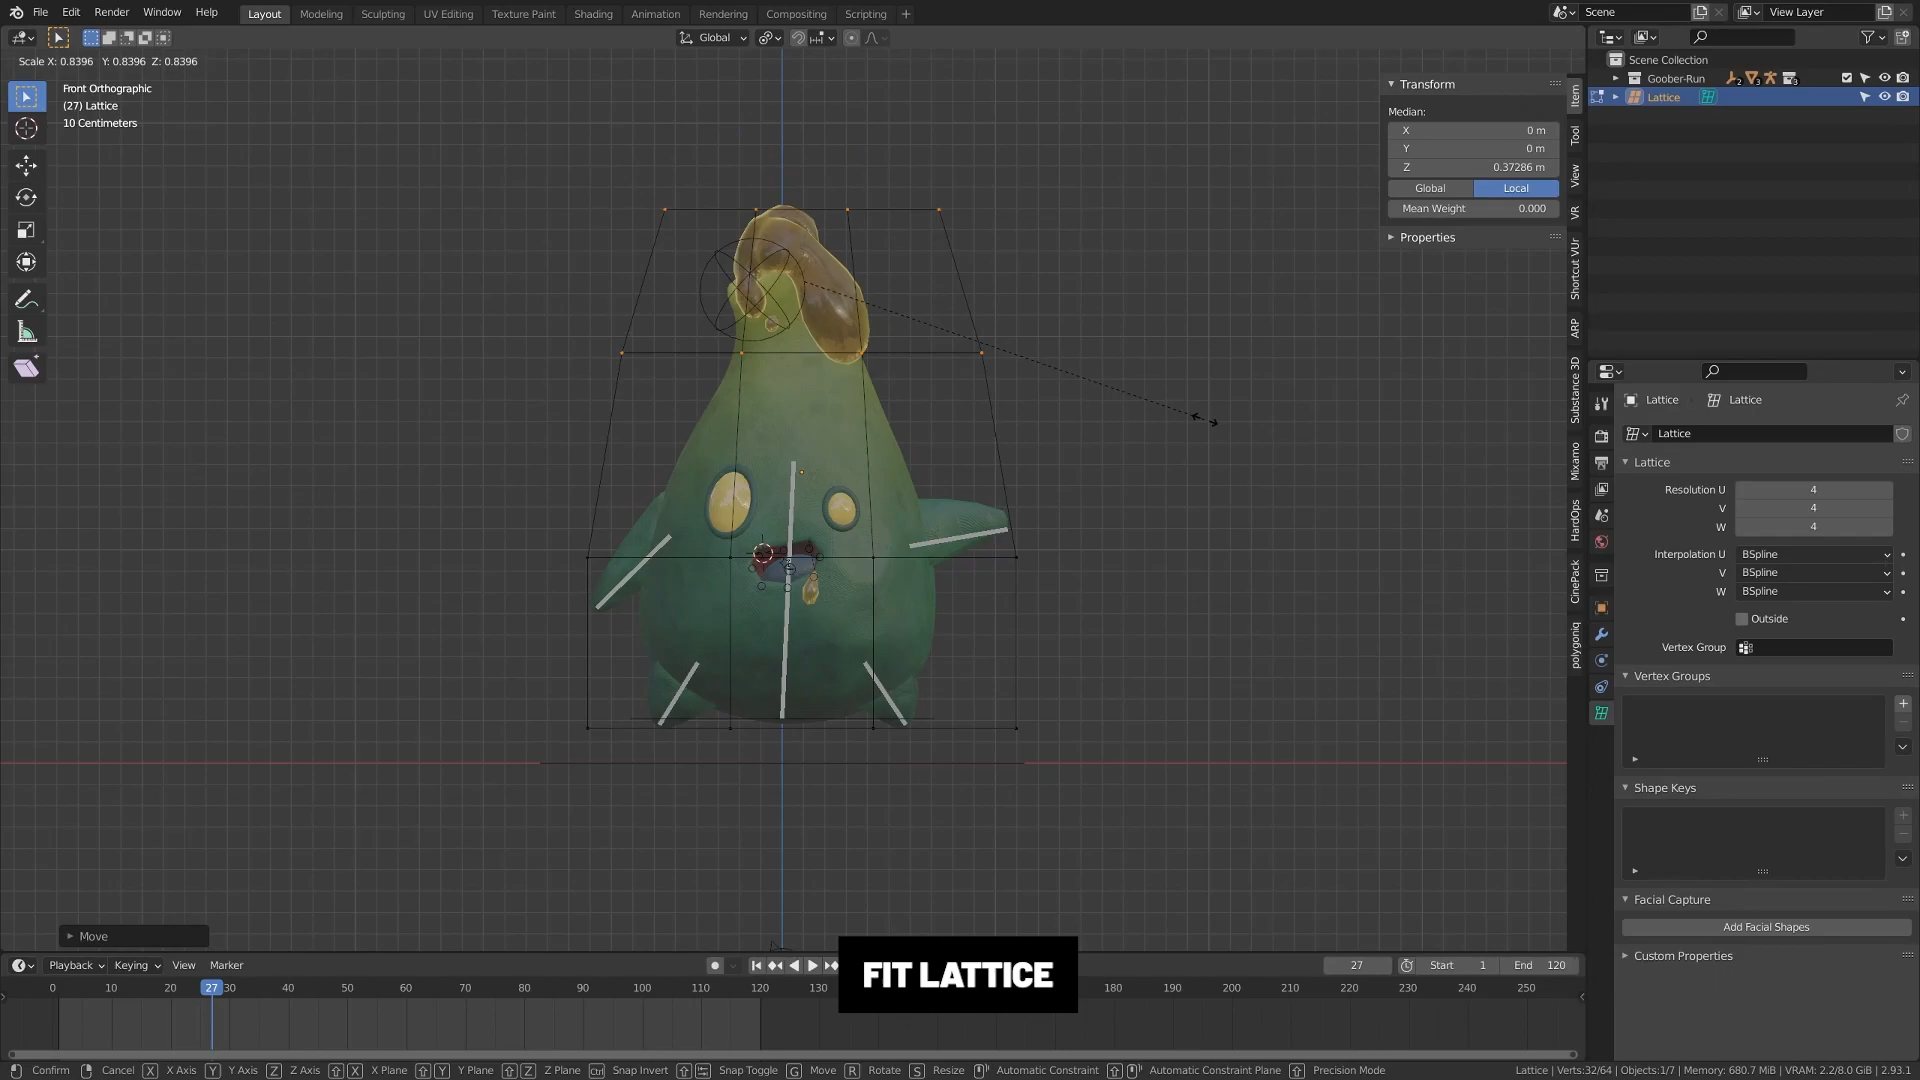 File Edit Render Window Help Layout Modeling Sculpting UV Editing Texture Paint Shading Animation Rendering Compositing Scripting + Scene View Layer
Global
Scale X: 0.8396 Y: 0.8396 Z: 0.8396
Front Orthographic
(27) Lattice
10 Centimeters
Transform
Median:
X 0 m
Y 0 m
Z 0.37286 m
Global Local
Mean Weight 0.000
Properties
Item
Tool
View
VR
Shortcut VUr
ARP
Substance 3D
Mixamo
HardOps
CinePack
polygoniq
Scene Collection
Goober-Run 2 3 3
Lattice
Lattice Lattice
Lattice
Lattice
Resolution U 4
V 4
W 4
Interpolation U BSpline
V BSpline
W BSpline
Outside
Vertex Group
Vertex Groups
Shape Keys
Facial Capture
Add Facial Shapes
Custom Properties
Move
Playback Keying View Marker 27 Start 1 End 120
0 27 30 40 50 60 70 80 90 100 110 120 130 180 190 200 210 220 230 240 250
FIT LATTICE
Confirm Cancel X X Axis Y Y Axis Z Z Axis X X Plane Y Y Plane Z Z Plane Ctrl Snap Invert Snap Toggle G Move R Rotate S Resize Automatic Constraint Automatic Constraint Plane Precision Mode Lattice | Verts:32/64 | Objects:1/7 | Memory: 680.7 MiB | VRAM: 2.2/8.0 GiB | 2.93.1